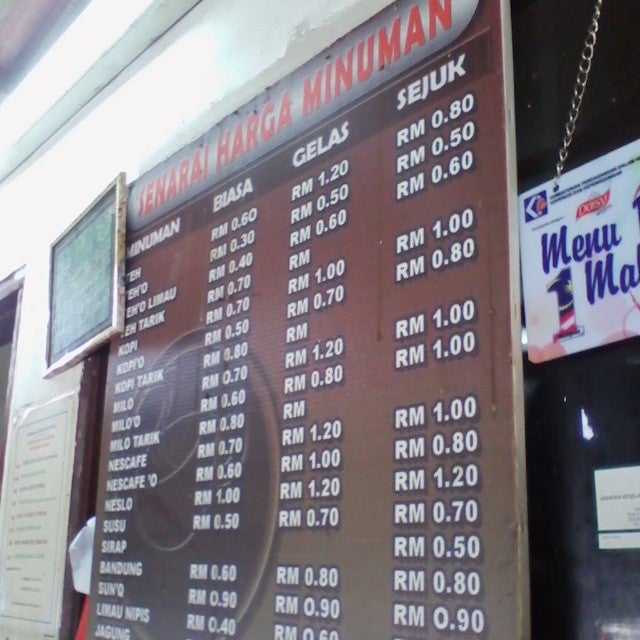 SENARAI HARGA MINUMAN
MINUMAN BIASA GELAS SEJUK
TEH RM 0.60 RM 1.20 RM 0.80
TEH'O RM 0.30 RM 0.50 RM 0.50
TEH'O LIMAU RM 0.40 RM 0.60 RM 0.60
TEH TARIK RM 0.70 RM
KOPI RM 0.70 RM 1.00 RM 1.00
KOPI'O RM 0.50 RM 0.70 RM 0.80
KOPI TARIK RM 0.80 RM
MILO RM 0.70 RM 1.20 RM 1.00
MILO'O RM 0.60 RM 0.80 RM 1.00
MILO TARIK RM 0.80 RM
NESCAFE RM 0.70 RM 1.20 RM 1.00
NESCAFE 'O RM 0.60 RM 1.00 RM 0.80
NESLO RM 1.00 RM 1.20 RM 1.20
SUSU RM 0.50 RM 0.70 RM 0.70
SIRAP RM 0.50
BANDUNG RM 0.60 RM 0.80 RM 0.80
SUN'Q RM 0.90 RM 0.90 RM 0.90
LIMAU NIPIS RM 0.40 RM 0.60
JAGUNG
Menu
1 Mal